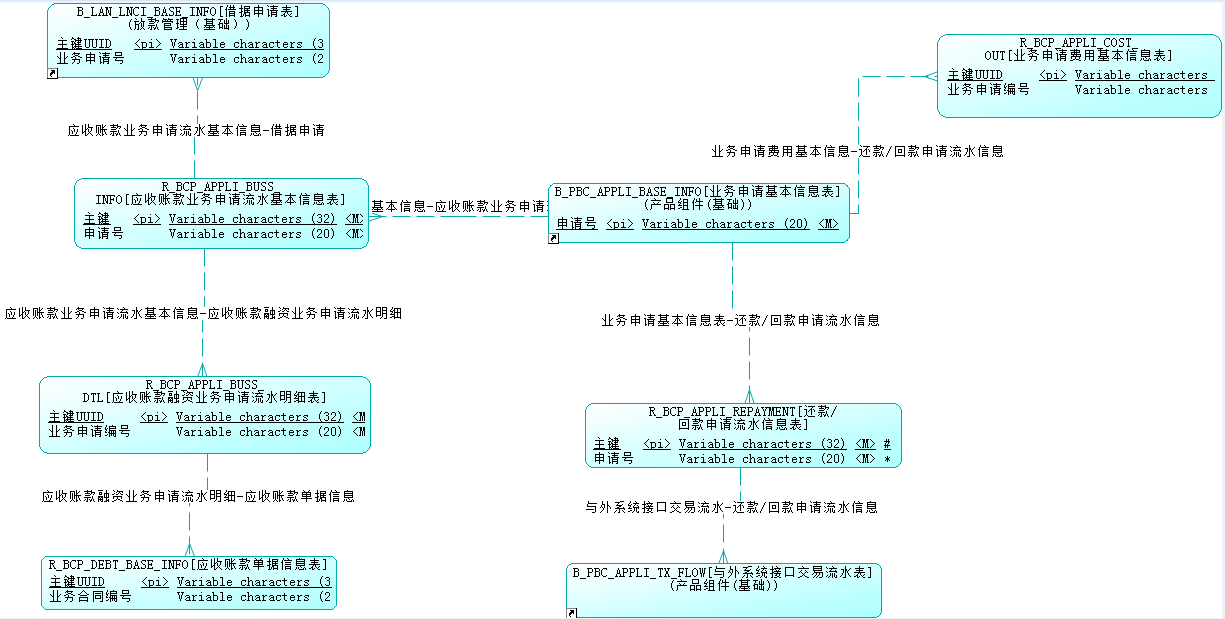 B_LAN_LNCI_BASE_INFO[借据申请表]
(放款管理（基础）)
主键UUID <pi> Variable characters (3
业务申请号 Variable characters (2
R_BCP_APPLI_COST_
OUT[业务申请费用基本信息表]
主键UUID <pi> Variable characters
业务申请编号 Variable characters
应收账款业务申请流水基本信息-借据申请
业务申请费用基本信息-还款/回款申请流水信息
R_BCP_APPLI_BUSS_
INFO[应收账款业务申请流水基本信息表]
主键 <pi> Variable characters (32) <M>
申请号 Variable characters (20) <M>
基本信息-应收账款业务申请
B_PBC_APPLI_BASE_INFO[业务申请基本信息表]
(产品组件(基础))
申请号 <pi> Variable characters (20) <M>
应收账款业务申请流水基本信息-应收账款融资业务申请流水明细
业务申请基本信息表-还款/回款申请流水信息
R_BCP_APPLI_BUSS_
DTL[应收账款融资业务申请流水明细表]
主键UUID <pi> Variable characters (32) <M
业务申请编号 Variable characters (20) <M
R_BCP_APPLI_REPAYMENT[还款/
回款申请流水信息表]
主键 <pi> Variable characters (32) <M> #
申请号 Variable characters (20) <M> *
应收账款融资业务申请流水明细-应收账款单据信息
与外系统接口交易流水-还款/回款申请流水信息
R_BCP_DEBT_BASE_INFO[应收账款单据信息表]
主键UUID <pi> Variable characters (3
业务合同编号 Variable characters (2
B_PBC_APPLI_TX_FLOW[与外系统接口交易流水表]
(产品组件(基础))